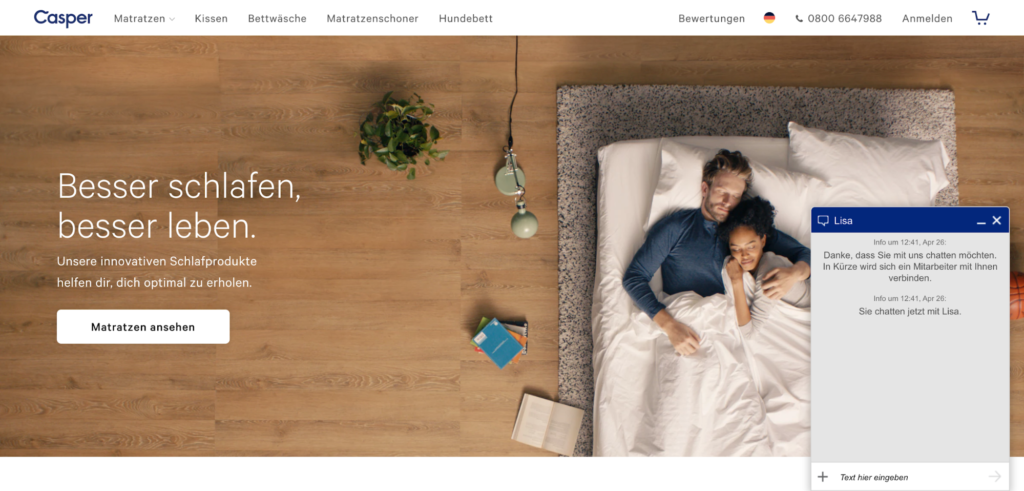 Casper
Matratzen
Kissen
Bettwäsche
Matratzenschoner
Hundebett
Bewertungen
0800 6647988
Anmelden
Besser schlafen,
besser leben.
Unsere innovativen Schlafprodukte
helfen dir, dich optimal zu erholen.
Matratzen ansehen
Lisa
Info um 12:41, Apr 26:
Danke, dass Sie mit uns chatten möchten.
In Kürze wird sich ein Mitarbeiter mit Ihnen
verbinden.
Info um 12:41, Apr 26:
Sie chatten jetzt mit Lisa.
Text hier eingeben